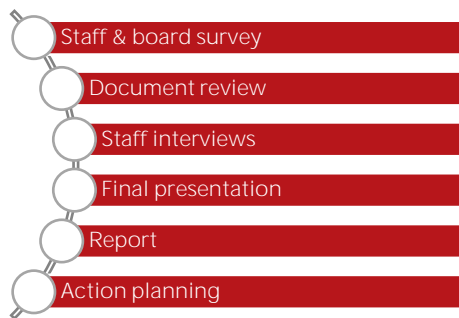 Staff & board survey
Document review
Staff interviews
Final presentation
Report
Action planning